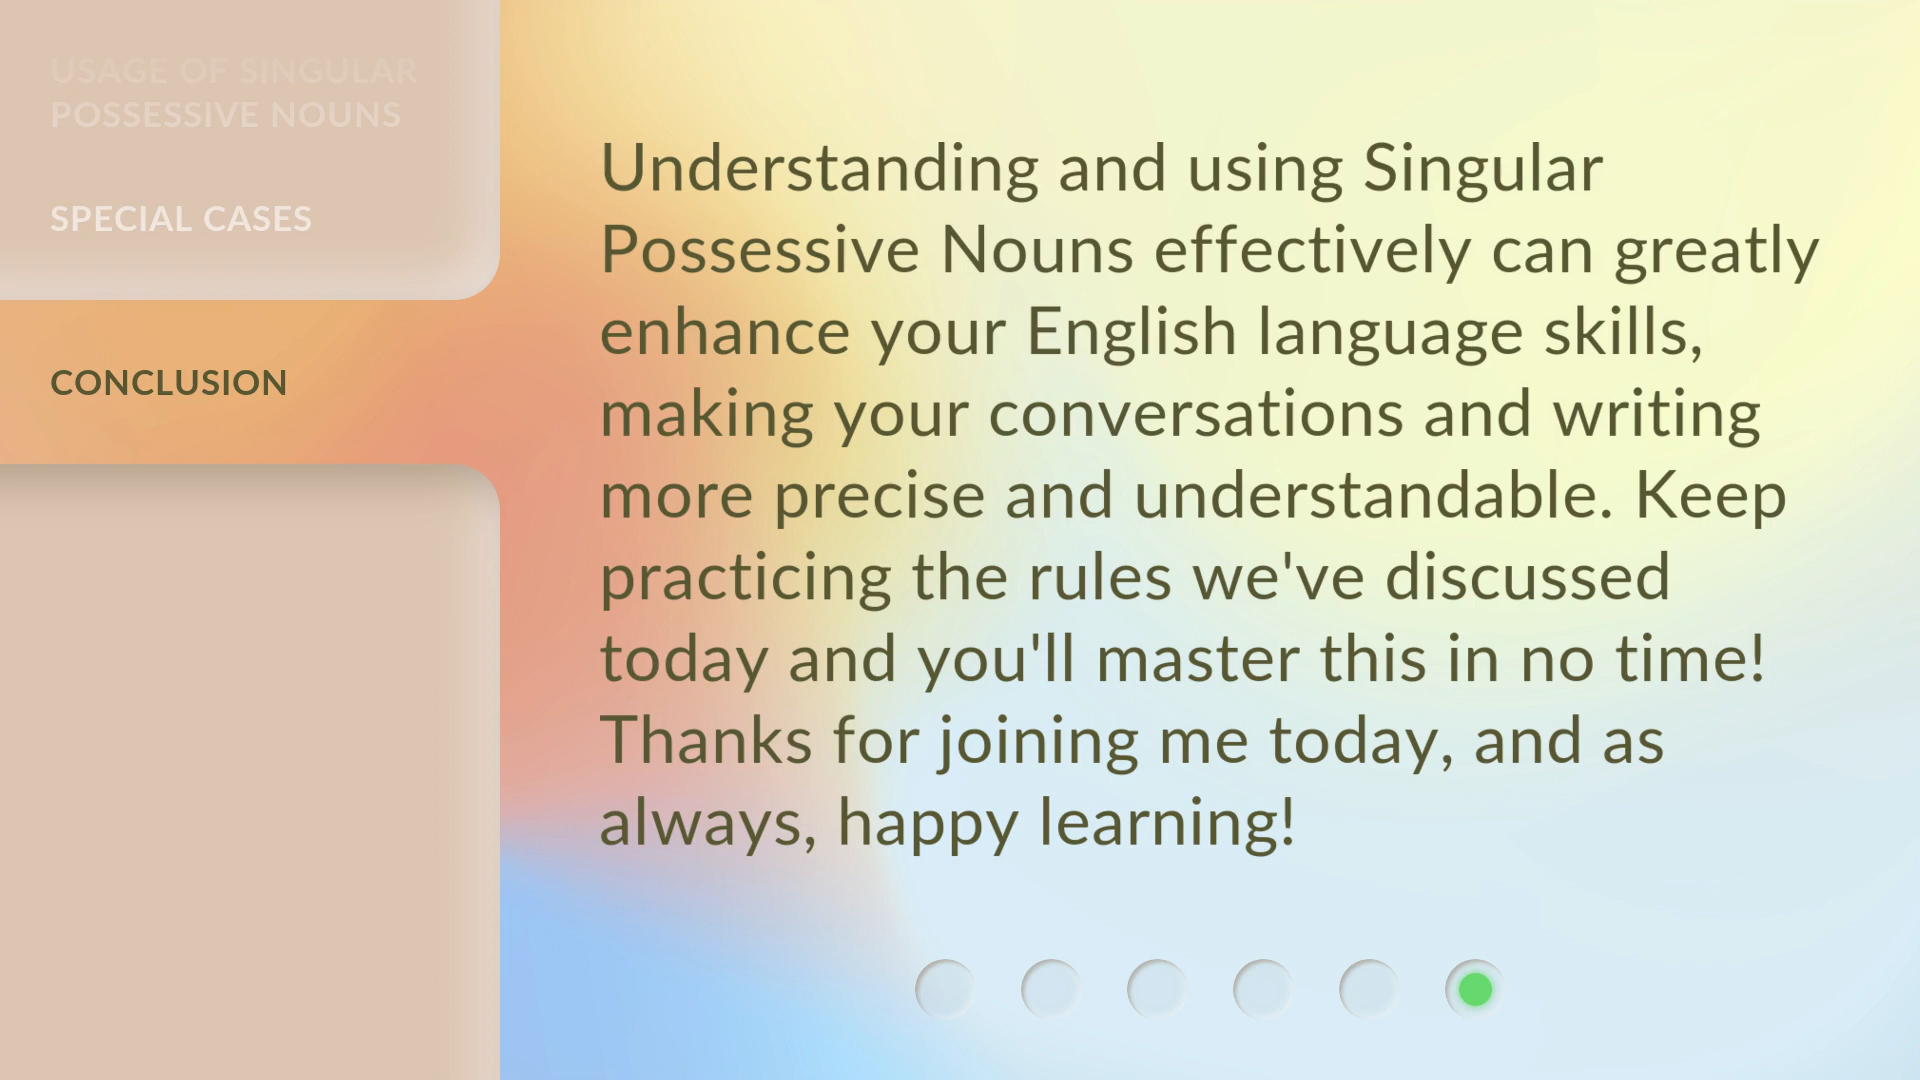 USAGE OF SINGULAR
POSSESSIVE NOUNS
SPECIAL CASES
CONCLUSION
Understanding and using Singular
Possessive Nouns effectively can greatly
enhance your English language skills,
making your conversations and writing
more precise and understandable. Keep
practicing the rules we've discussed
today and you'll master this in no time!
Thanks for joining me today, and as
always, happy learning!